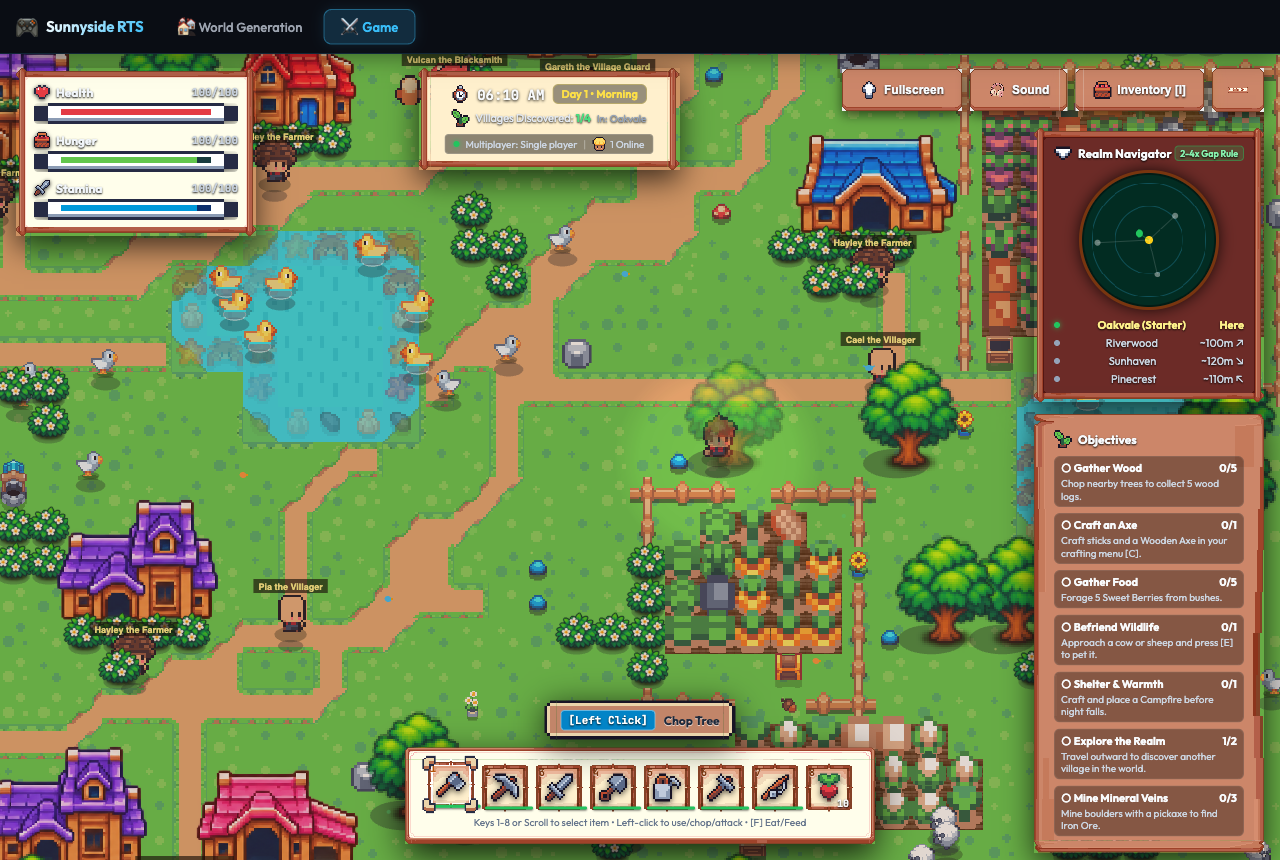 Sunnyside RTS
World Generation
Game
Vulcan the Blacksmith
Gareth the Village Guard
Health 100/100
Hunger 100/100
Stamina 100/100
06:10 AM
Day 1 • Morning
Villages Discovered: 1/4 In: Oakvale
Multiplayer: Single player | 1 Online
Fullscreen
Sound
Inventory [I]
ley the Farmer
Farm
Realm Navigator
2-4x Gap Rule
Oakvale (Starter) Here
Riverwood ~100m ↗
Sunhaven ~120m ↘
Pinecrest ~110m ↖
Hayley the Farmer
Cael the Villager
Objectives
Gather Wood 0/5
Chop nearby trees to collect 5 wood
logs.
Craft an Axe 0/1
Craft sticks and a Wooden Axe in your
crafting menu [C].
Gather Food 0/5
Forage 5 Sweet Berries from bushes.
Befriend Wildlife 0/1
Approach a cow or sheep and press [E]
to pet it.
Shelter & Warmth 0/1
Craft and place a Campfire before
night falls.
Explore the Realm 1/2
Travel outward to discover another
village in the world.
Mine Mineral Veins 0/3
Mine boulders with a pickaxe to find
Iron Ore.
Pia the Villager
Hayley the Farmer
[Left Click] Chop Tree
10
Keys 1-8 or Scroll to select item • Left-click to use/chop/attack • [F] Eat/Feed